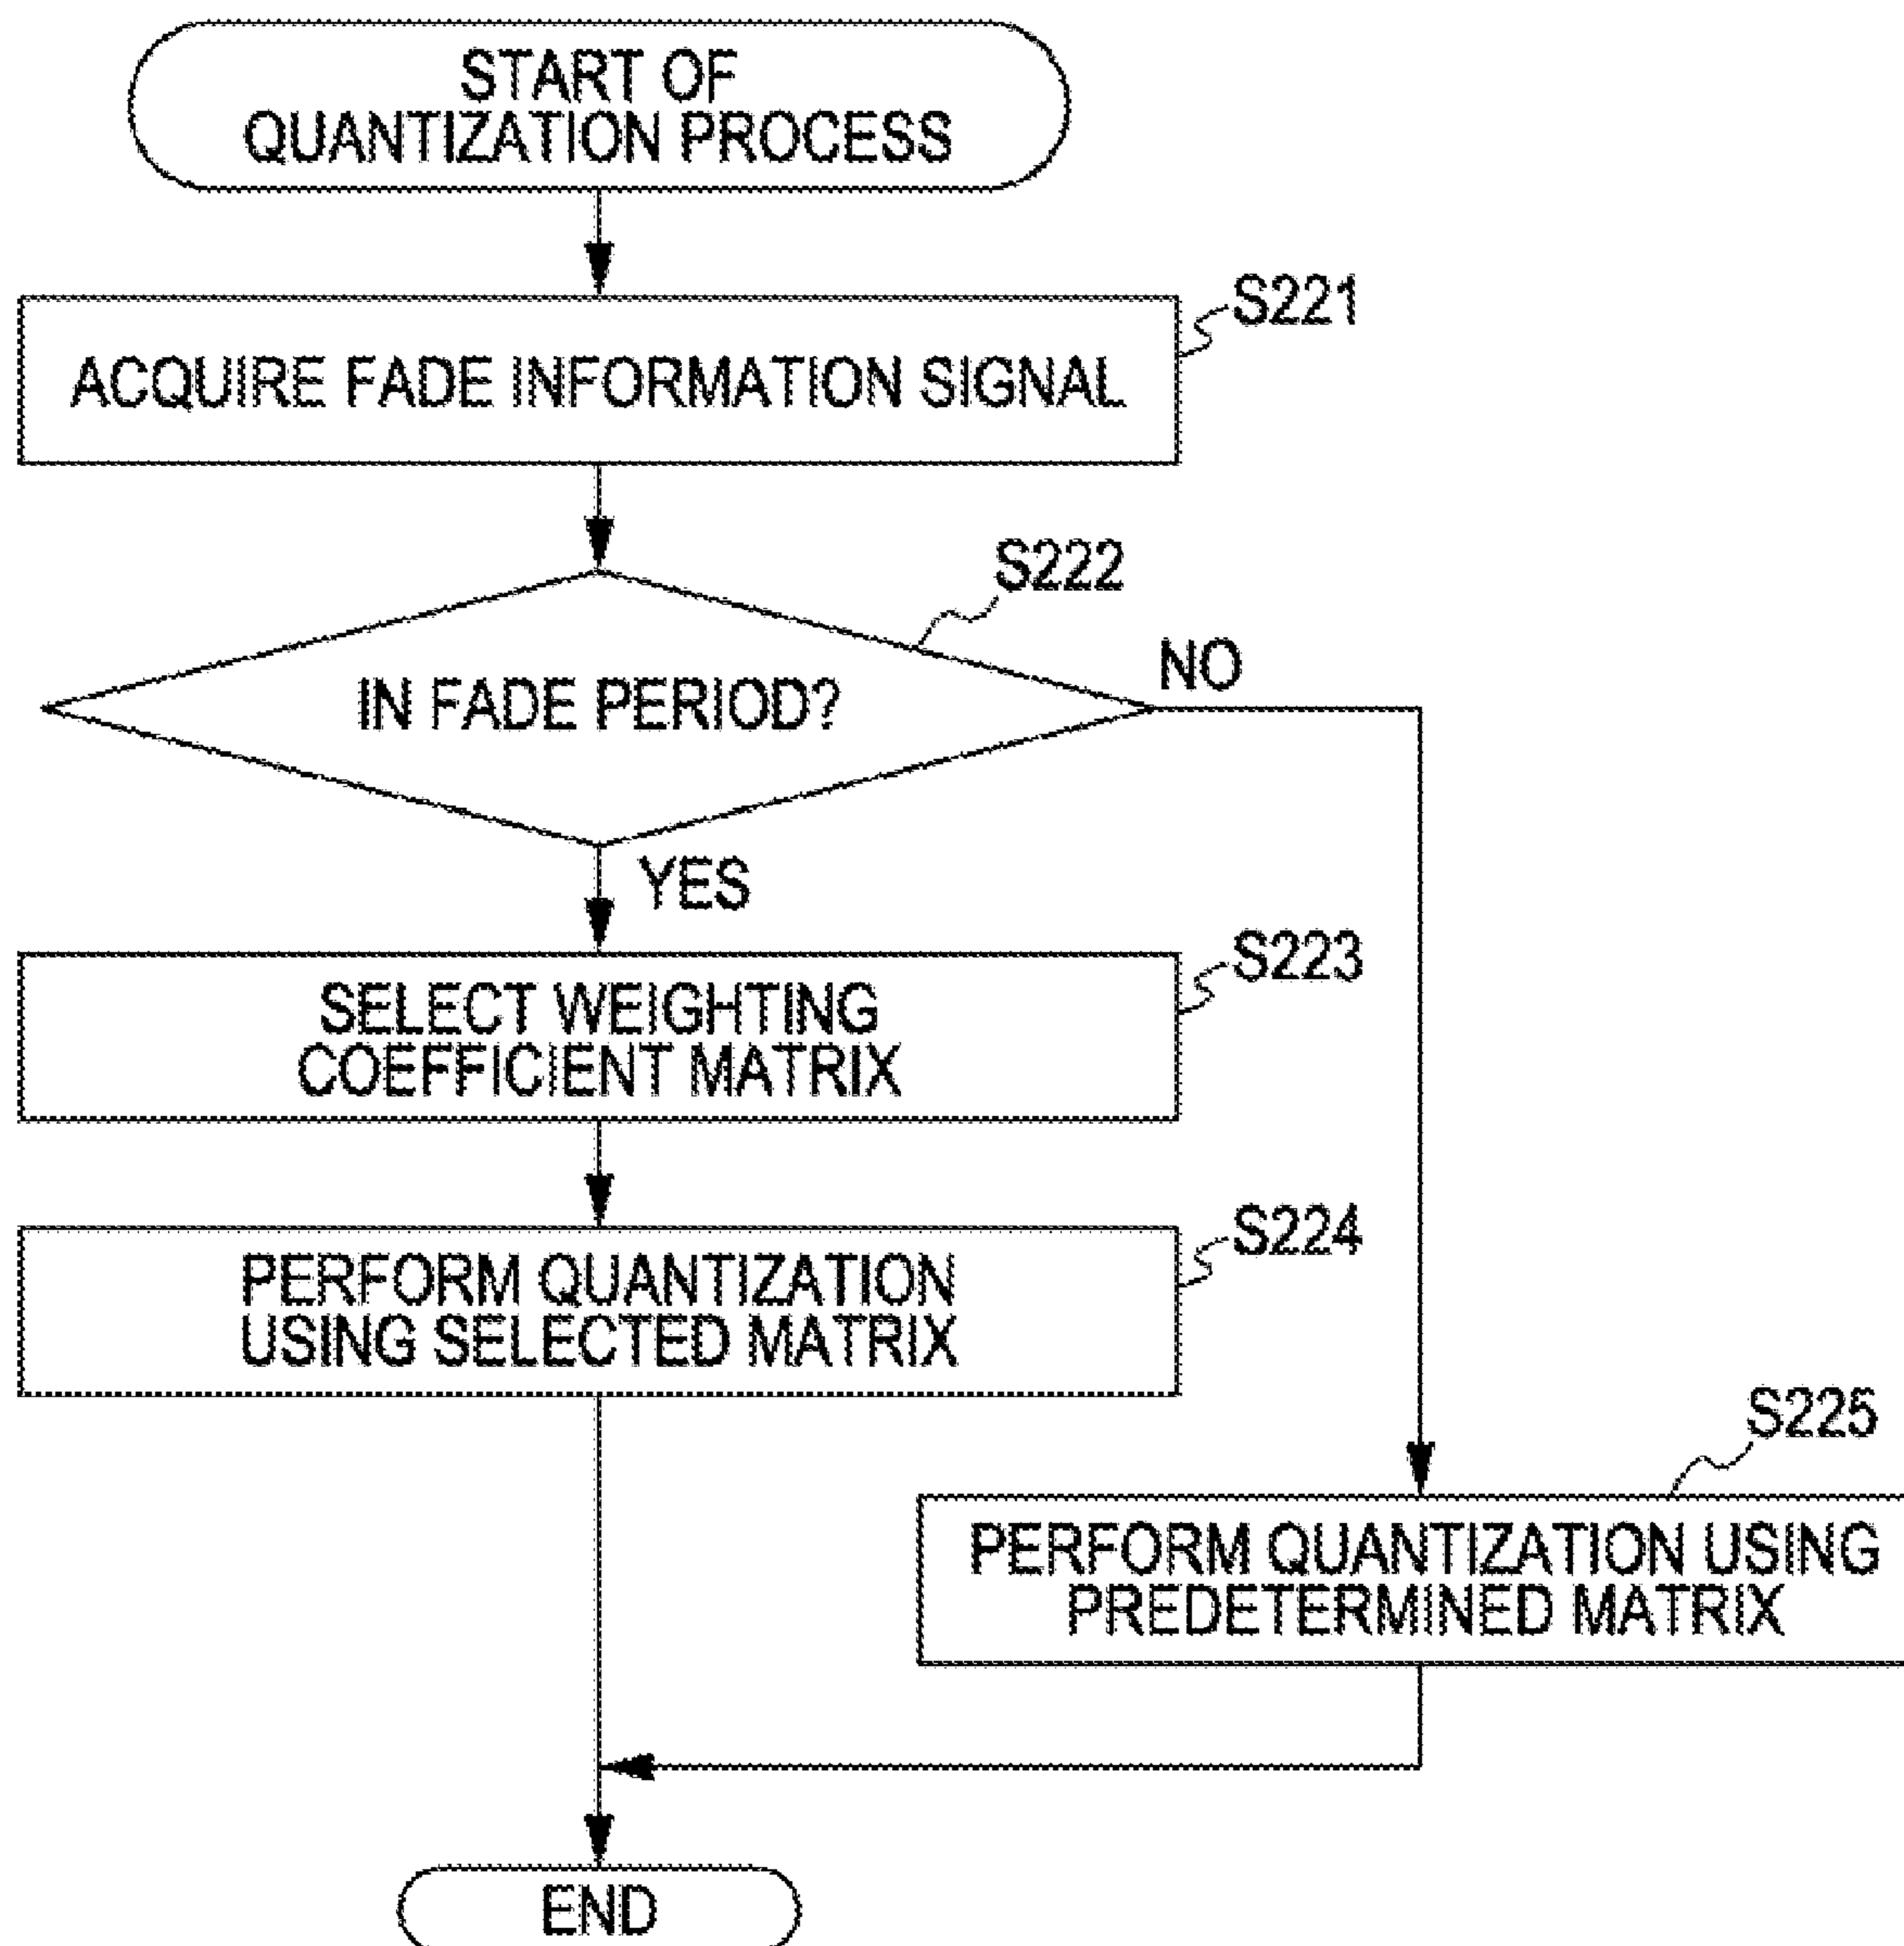 START OF
QUANTIZATION PROCESS
S221
ACQUIRE FADE INFORMATION SIGNAL
S222
NO
IN FADE PERIOD?
YES
S223
SELECT WEIGHTING
COEFFICIENT MATRIX
S224
PERFORM QUANTIZATION
USING SELECTED MATRIX
S225
PERFORM QUANTIZATION USING
PREDETERMINED MATRIX
END